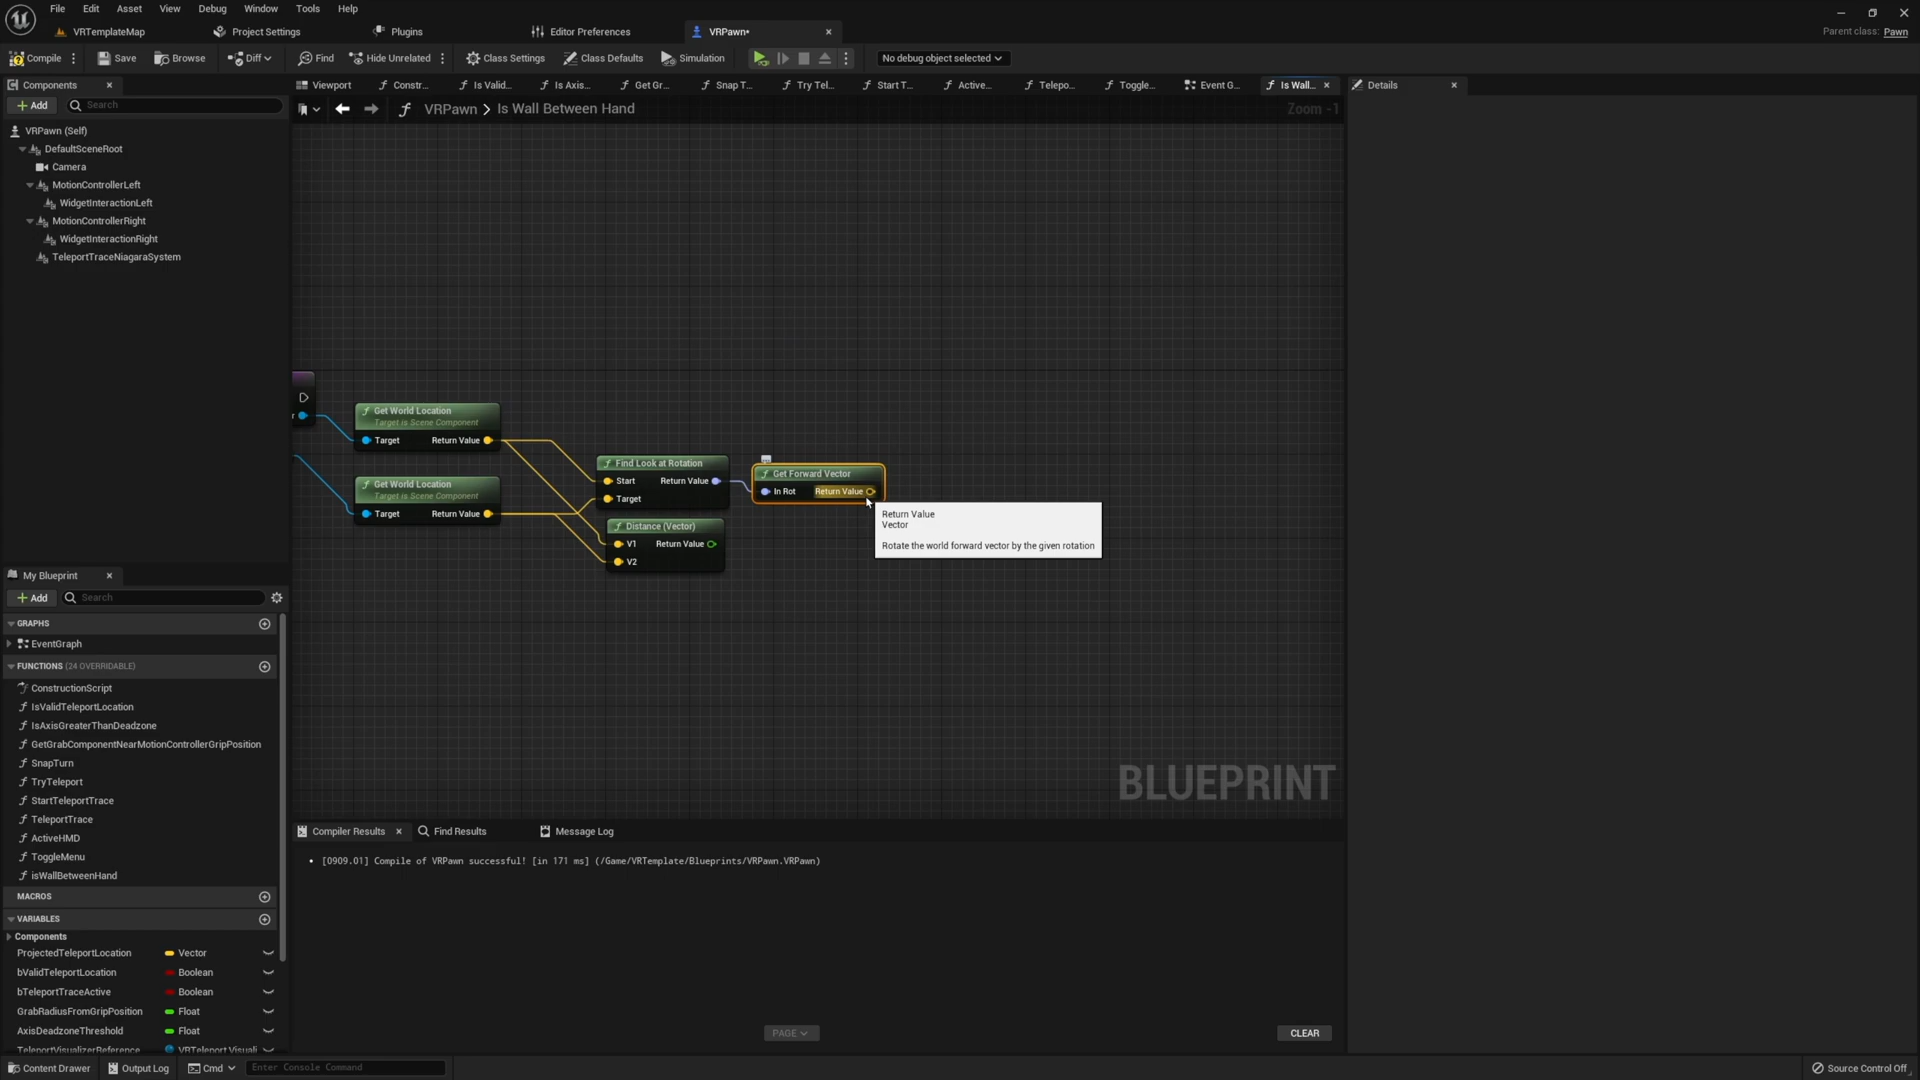 File Edit Asset View Debug Window Tools Help
VRTemplateMap Project Settings Plugins Editor Preferences VRPawn•
Parent class: Pawn
Compile Save Browse Diff Find Hide Unrelated Class Settings Class Defaults Simulation No debug object selected
Components
Add Search
VRPawn (Self)
DefaultSceneRoot
Camera
MotionControllerLeft
WidgetInteractionLeft
MotionControllerRight
WidgetInteractionRight
TeleportTraceNiagaraSystem
Viewport Constr... Is Valid... Is Axis... Get Gr... Snap T... Try Tel... Start T... Active... Telepo... Toggle... Event G... Is Wall... Details
VRPawn > Is Wall Between Hand
Zoom -1
Get World Location
Target is Scene Component
Target Return Value
Get World Location
Target is Scene Component
Target Return Value
Find Look at Rotation
Start Return Value
Target
Distance (Vector)
V1 Return Value
V2
Get Forward Vector
In Rot Return Value
Return Value
Vector
Rotate the world forward vector by the given rotation
BLUEPRINT
My Blueprint
Add Search
GRAPHS
EventGraph
FUNCTIONS (24 OVERRIDABLE)
ConstructionScript
IsValidTeleportLocation
IsAxisGreaterThanDeadzone
GetGrabComponentNearMotionControllerGripPosition
SnapTurn
TryTeleport
StartTeleportTrace
TeleportTrace
ActiveHMD
ToggleMenu
isWallBetweenHand
MACROS
VARIABLES
Components
ProjectedTeleportLocation Vector
bValidTeleportLocation Boolean
bTeleportTraceActive Boolean
GrabRadiusFromGripPosition Float
AxisDeadzoneThreshold Float
TeleportVisualizerReference VRTeleport Visuali
Compiler Results Find Results Message Log
• [0909.01] Compile of VRPawn successful! [in 171 ms] (/Game/VRTemplate/Blueprints/VRPawn.VRPawn)
PAGE CLEAR
Content Drawer Output Log Cmd Enter Console Command Source Control Off